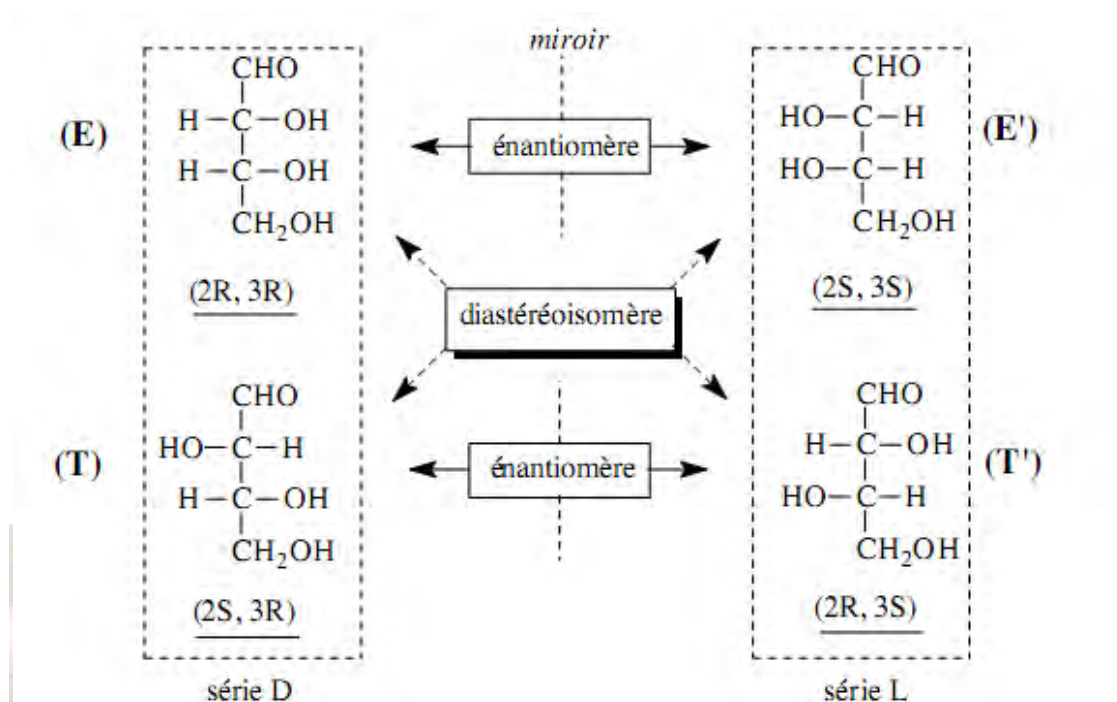 miroir
CHO
(E)
H–C–OH
H–C–OH
CH₂OH
(2R, 3R)
énantiomère
CHO
HO–C–H
(E')
HO–C–H
CH₂OH
(2S, 3S)
diastéréoisomère
CHO
(T)
HO–C–H
H–C–OH
CH₂OH
(2S, 3R)
énantiomère
CHO
H–C–OH
(T')
HO–C–H
CH₂OH
(2R, 3S)
série D
série L